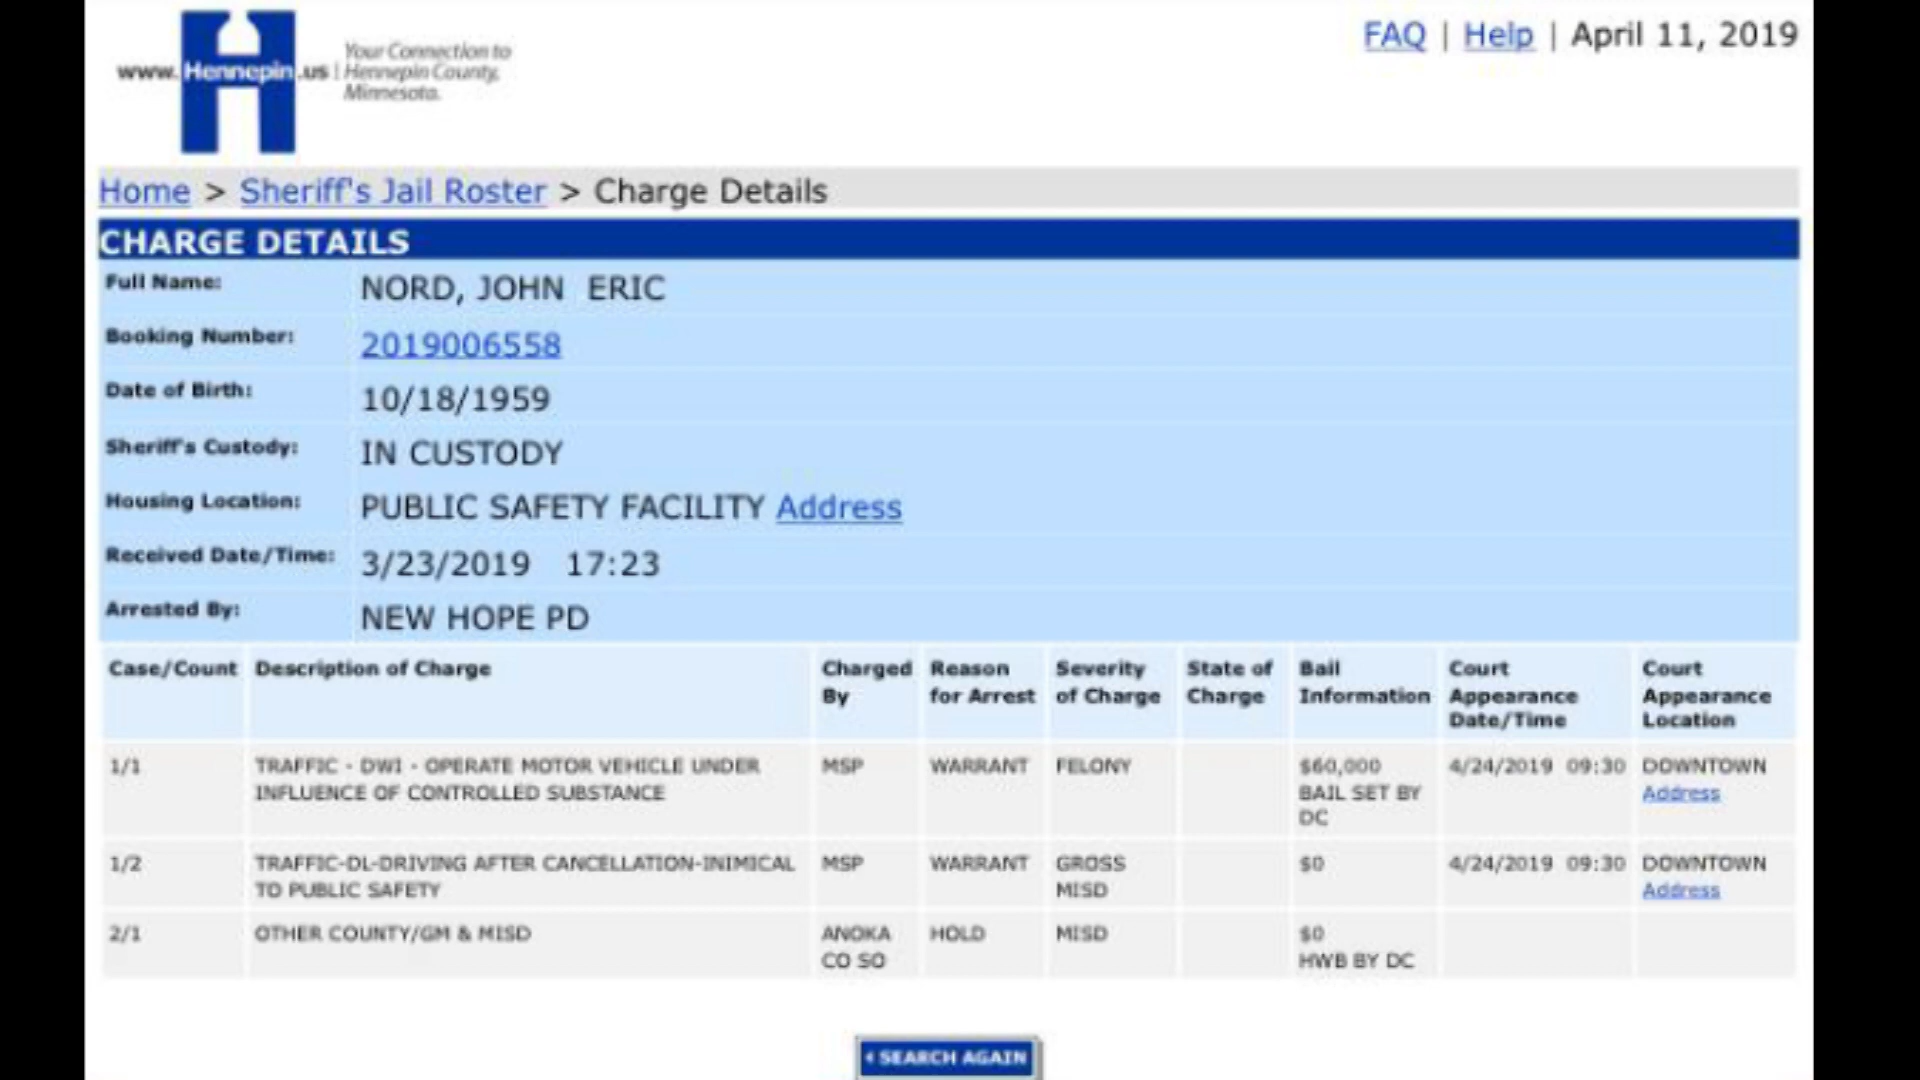 FAQ | Help | April 11, 2019
www.Hennepin.us
Your Connection to
Hennepin County,
Minnesota.
Home > Sheriff's Jail Roster > Charge Details
CHARGE DETAILS
Full Name: NORD, JOHN ERIC
Booking Number: 2019006558
Date of Birth: 10/18/1959
Sheriff's Custody: IN CUSTODY
Housing Location: PUBLIC SAFETY FACILITY Address
Received Date/Time: 3/23/2019 17:23
Arrested By: NEW HOPE PD
Case/Count Description of Charge Charged Reason Severity State of Bail Court Court
By for Arrest of Charge Charge Information Appearance Appearance
Date/Time Location
1/1 TRAFFIC - DWI - OPERATE MOTOR VEHICLE UNDER MSP WARRANT FELONY $60,000 4/24/2019 09:30 DOWNTOWN
INFLUENCE OF CONTROLLED SUBSTANCE BAIL SET BY Address
DC
1/2 TRAFFIC-DL-DRIVING AFTER CANCELLATION-INIMICAL MSP WARRANT GROSS $0 4/24/2019 09:30 DOWNTOWN
TO PUBLIC SAFETY MISD Address
2/1 OTHER COUNTY/GM & MISD ANOKA HOLD MISD $0
CO SO HWB BY DC
SEARCH AGAIN